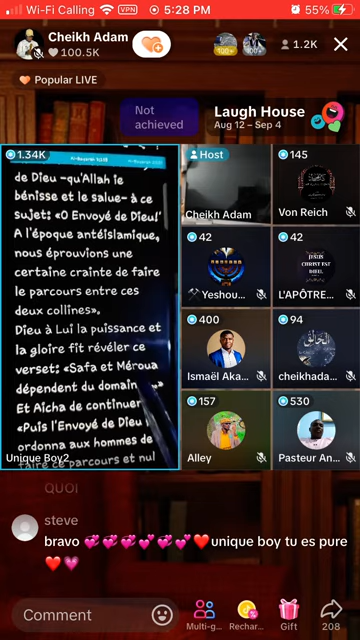 Wi-Fi Calling VPN 5:28 PM 55%
Cheikh Adam
100.5K
1.2K
Popular LIVE
Not
achieved
Laugh House
Aug 12 – Sep 4
1.34K
de Dieu -qu'Allah le
bénisse et le salue- à ce
sujet: «O Envoyé de Dieu!
A l'époque antéislamique,
nous éprouvions une
certaine crainte de faire
le parcours entre ces
deux collines».
Dieu à Lui la puissance et
la gloire fit révéler ce
verset: «Safa et Méroua
dépendent du domain »
Et Aicha de continuer
«Puis l'Envoyé de Dieu
ordonna aux hommes de
faire ce parcours et nul
Unique Boy2
Host
Cheikh Adam
145
Von Reich
42
Yeshou...
42
JESUS
CHRIST EST
DIEU
L'APÔTRE...
400
Ismaël Aka...
94
cheikhada...
157
Alley
530
Pasteur An...
QUOI
steve
bravo 💞💞💞💕💕💞❤️unique boy tu es pure
❤️💗
Comment
Multi-g...
Rechar...
Gift
208